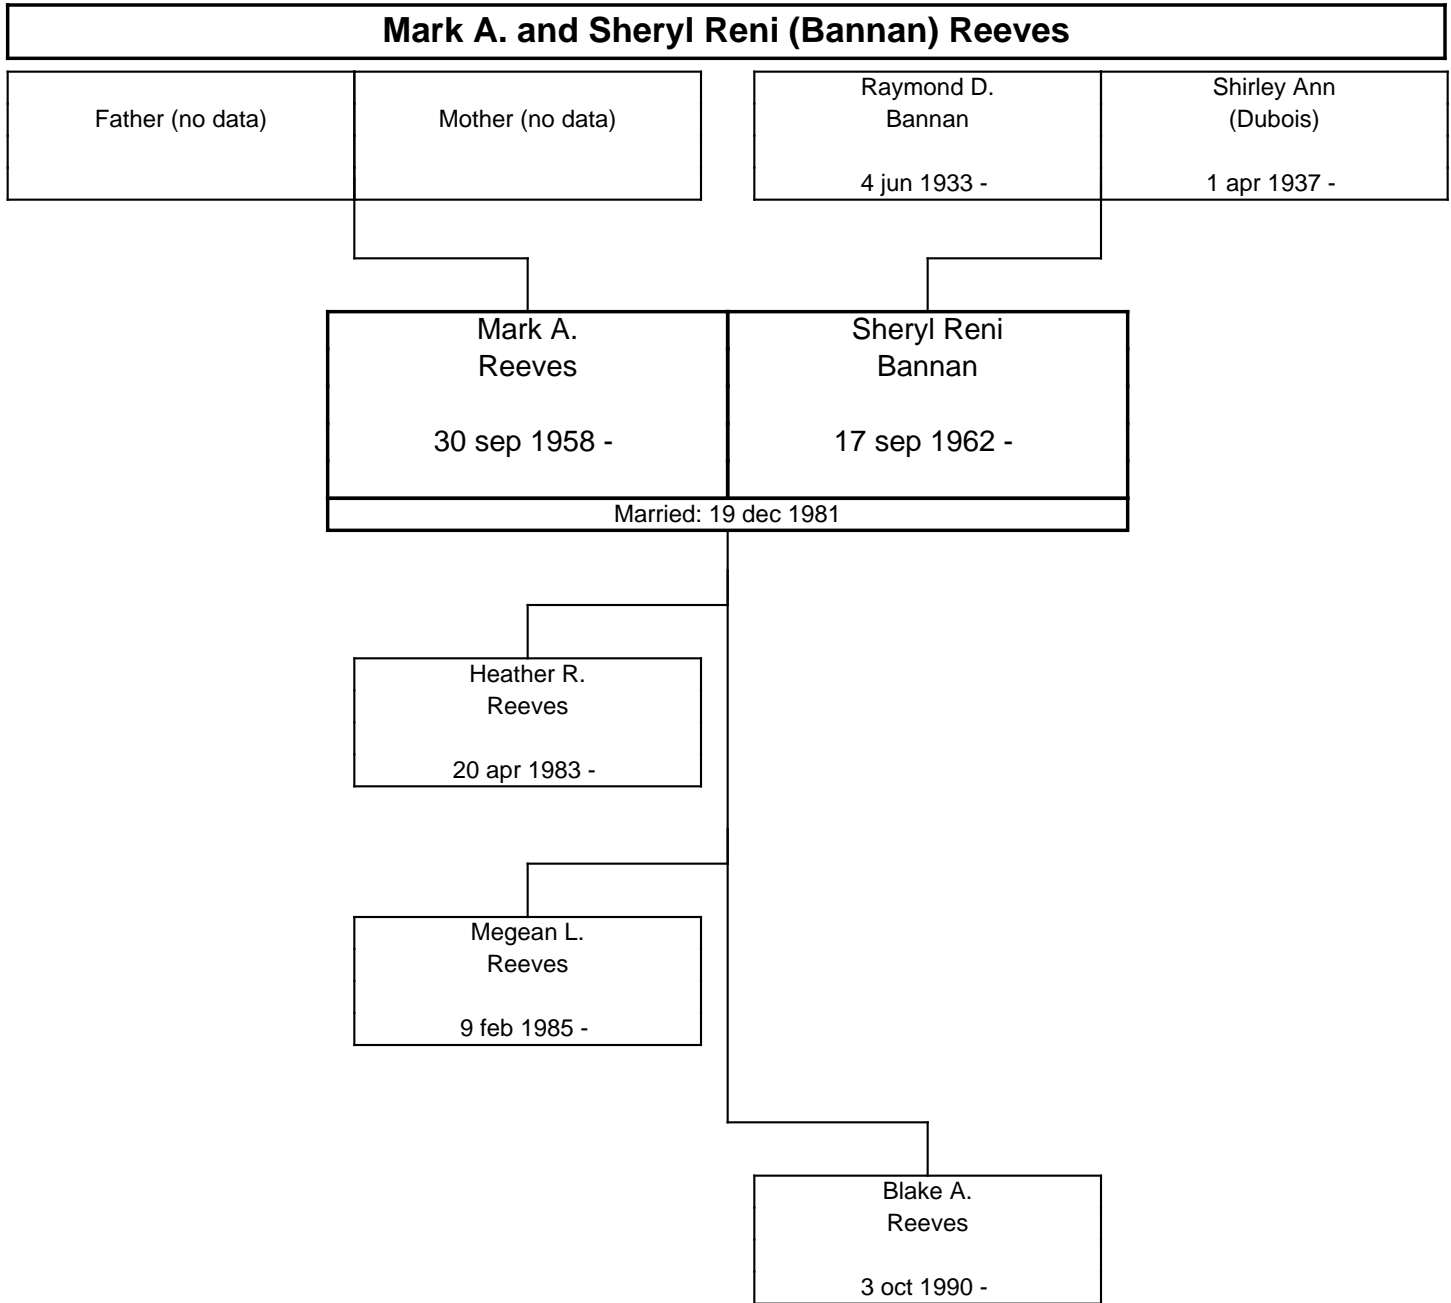 Mark A. and Sheryl Reni (Bannan) Reeves
Father (no data)
Mother (no data)
Raymond D.
Bannan
4 jun 1933 -
Shirley Ann
(Dubois)
1 apr 1937 -
Mark A.
Reeves
30 sep 1958 -
Sheryl Reni
Bannan
17 sep 1962 -
Married: 19 dec 1981
Heather R.
Reeves
20 apr 1983 -
Megean L.
Reeves
9 feb 1985 -
Blake A.
Reeves
3 oct 1990 -